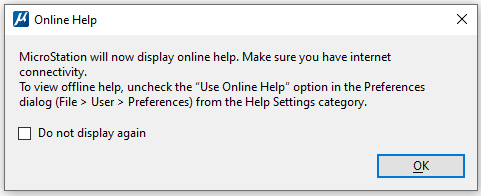 Online Help
MicroStation will now display online help. Make sure you have internet
connectivity.
To view offline help, uncheck the “Use Online Help” option in the Preferences
dialog (File > User > Preferences) from the Help Settings category.
Do not display again
OK